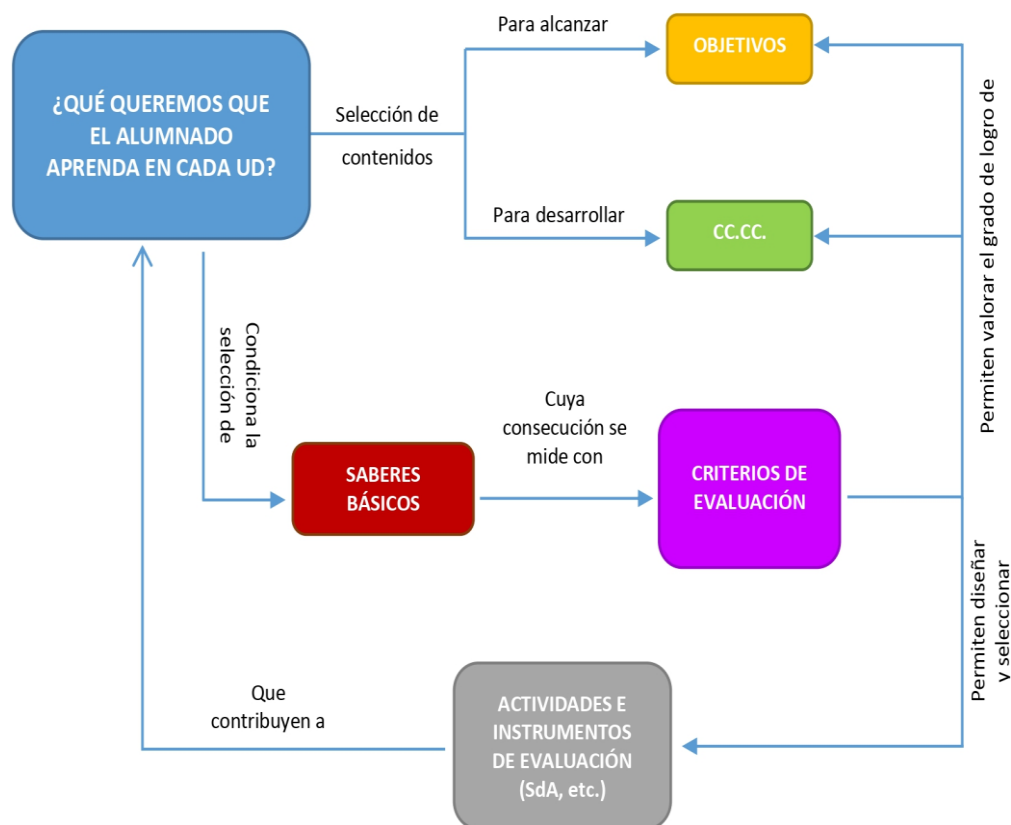 ¿QUÉ QUEREMOS QUE
EL ALUMNADO
APRENDA EN CADA UD?
Selección de
contenidos
Para alcanzar
OBJETIVOS
Para desarrollar
CC.CC.
Permiten valorar el grado de logro de
Condiciona la
selección de
SABERES
BÁSICOS
Cuya
consecución se
mide con
CRITERIOS DE
EVALUACIÓN
Permiten diseñar
y seleccionar
ACTIVIDADES E
INSTRUMENTOS
DE EVALUACIÓN
(SdA, etc.)
Que
contribuyen a